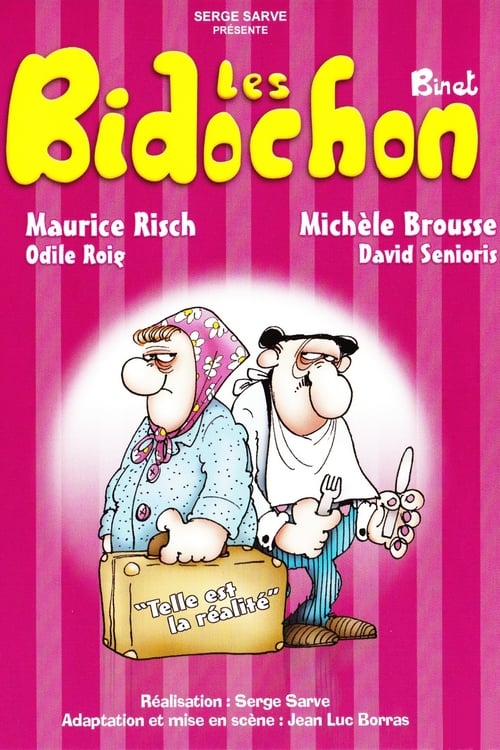 SERGE SARVE
PRÉSENTE
Les
Binet
Bidochon
Maurice Risch
Odile Roig
Michèle Brousse
David Senioris
"Telle est
la réalité"
Réalisation : Serge Sarve
Adaptation et mise en scène : Jean Luc Borras